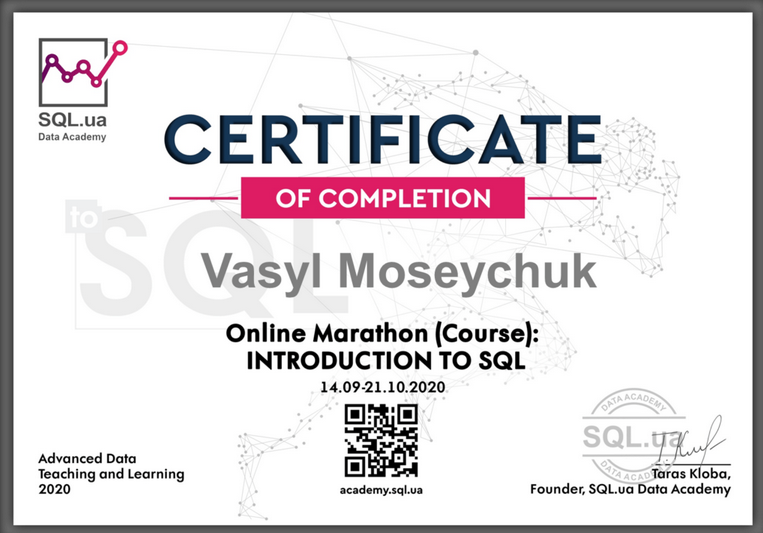 SQL.ua
Data Academy
CERTIFICATE
OF COMPLETION
to
SQL
Vasyl Moseychuk
Online Marathon (Course):
INTRODUCTION TO SQL
14.09-21.10.2020
academy.sql.ua
Advanced Data
Teaching and Learning
2020
DATA ACADEMY
SQL.ua
DATA ACADEMY
Taras Kloba,
Founder, SQL.ua Data Academy